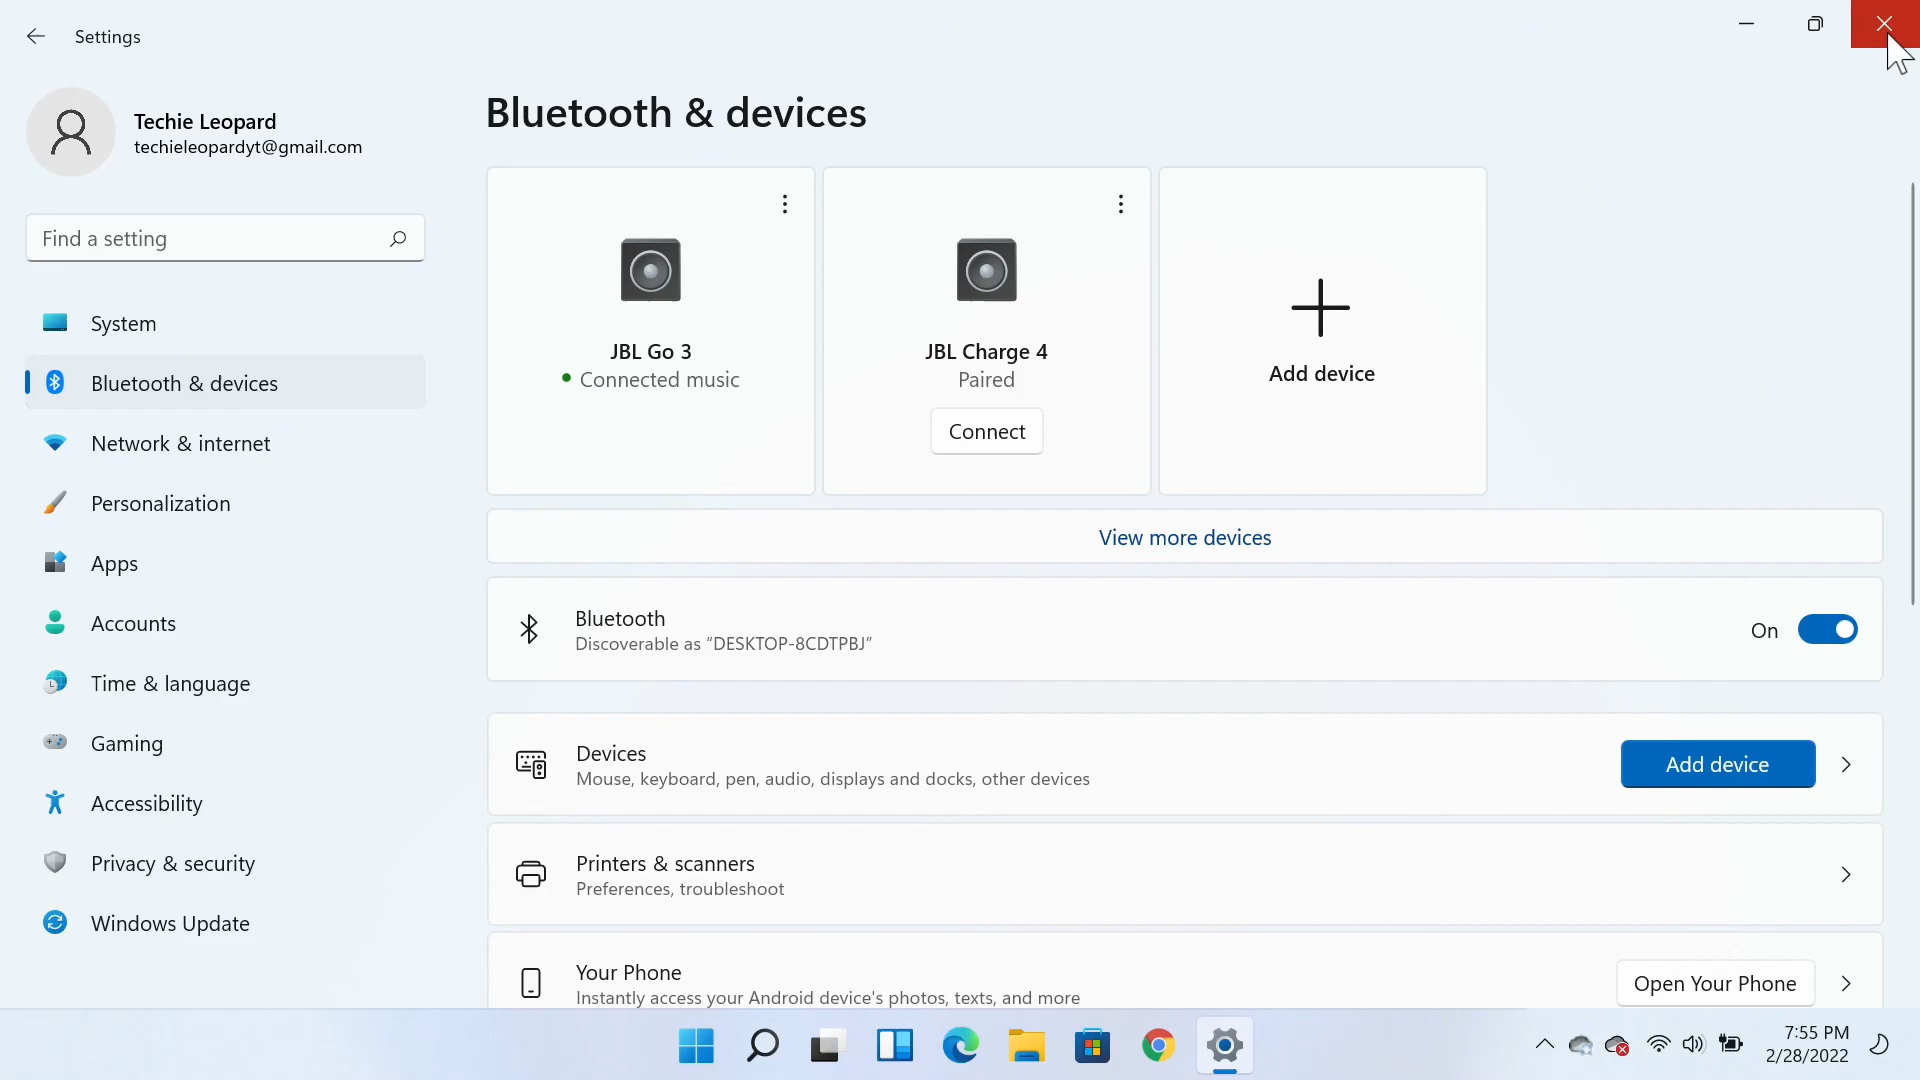 Settings
Techie Leopard
techieleopardyt@gmail.com
Find a setting
System
Bluetooth & devices
Network & internet
Personalization
Apps
Accounts
Time & language
Gaming
Accessibility
Privacy & security
Windows Update
Bluetooth & devices
JBL Go 3
Connected music
JBL Charge 4
Paired
Connect
Add device
View more devices
Bluetooth
Discoverable as “DESKTOP-8CDTPBJ”
On
Devices
Mouse, keyboard, pen, audio, displays and docks, other devices
Add device
Printers & scanners
Preferences, troubleshoot
Your Phone
Instantly access your Android device's photos, texts, and more
Open Your Phone
7:55 PM
2/28/2022